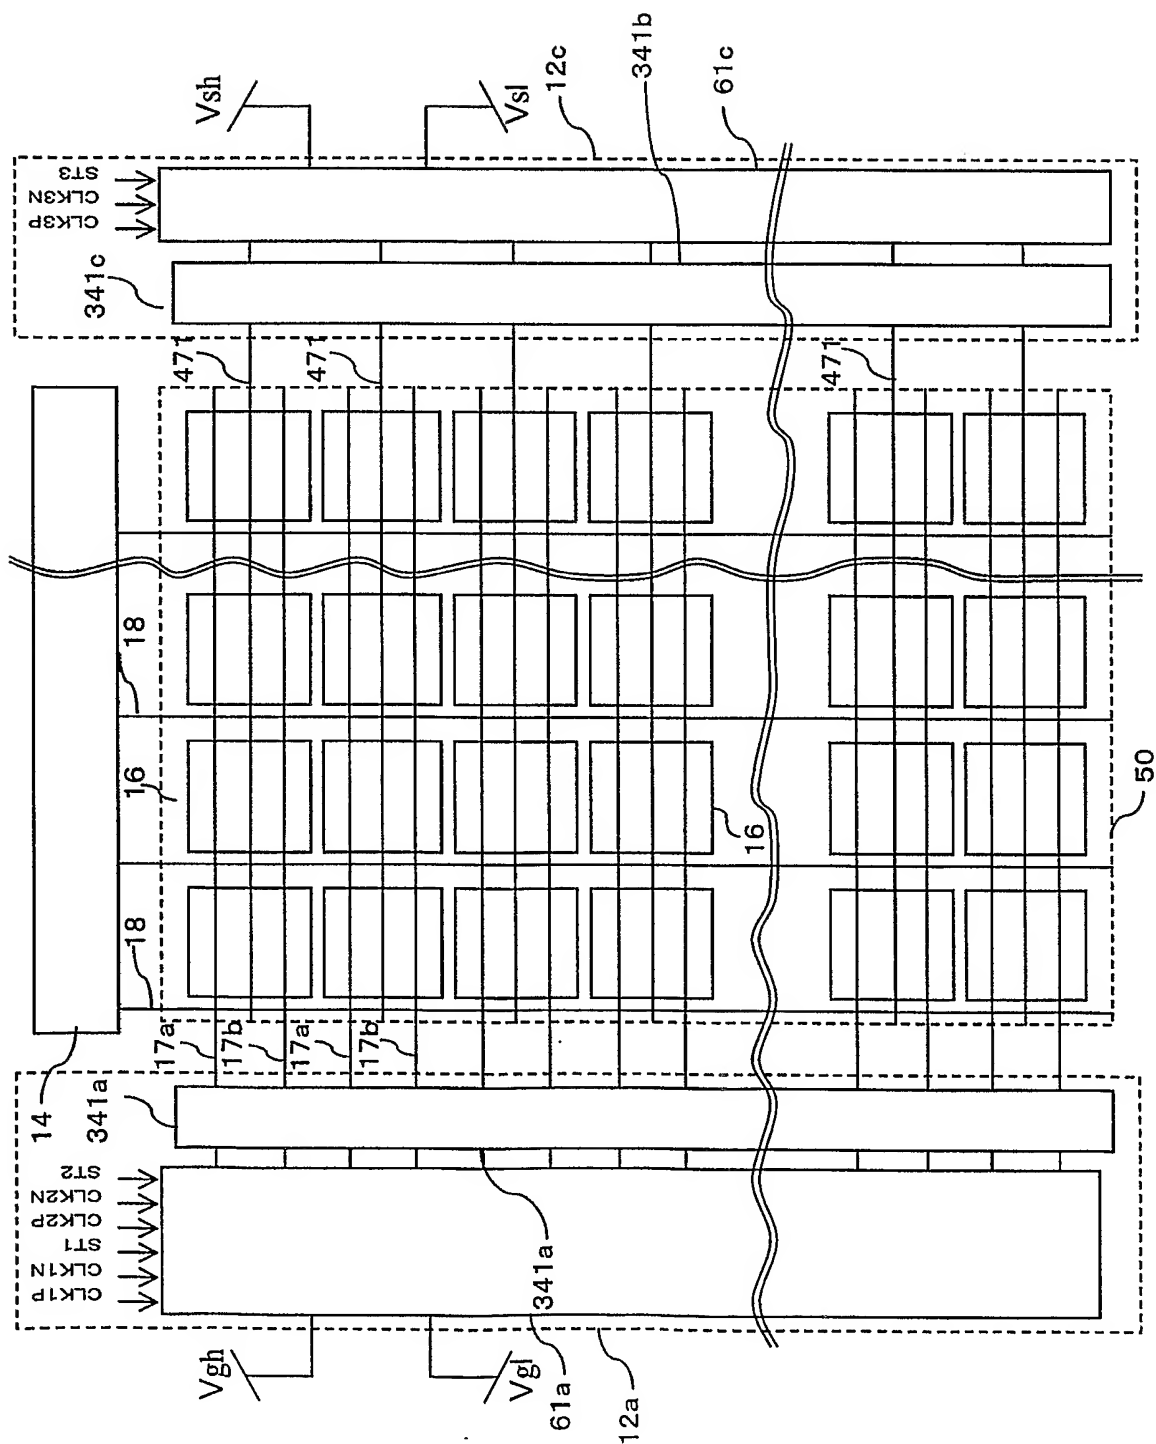 Vsh
Vsl
12c
341b
61c
ST3
CLK3N
CLK3P
341c
471
471
471
18
16
16
50
18
17a
17b
17a
17b
14
341a
ST2
CLK2N
CLK2P
ST1
CLK1N
CLK1P
341a
Vgh
Vgl
61a
12a